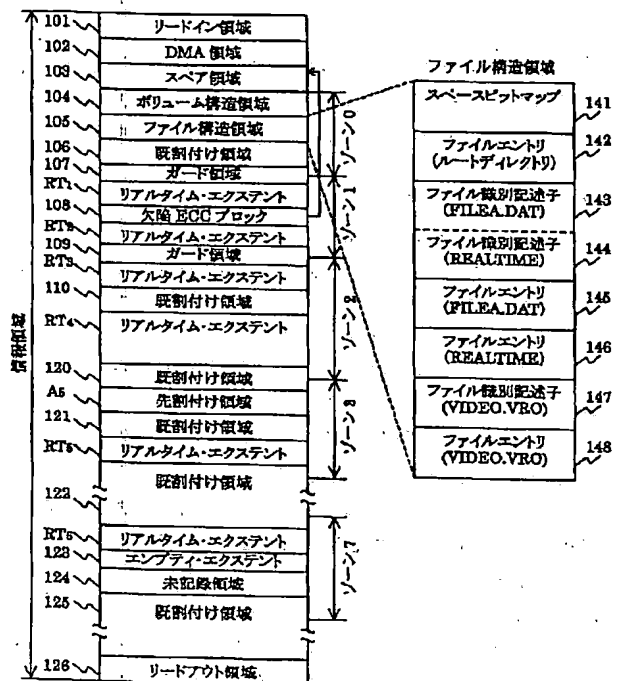 101 リードイン領域
102 DMA 領域
103 スペア領域
104 ボリューム構造領域
105 ファイル構造領域
106 既割付け領域
107 ガード領域
RT1 リアルタイム・エクステント
108 欠陥 ECC ブロック
RT2 リアルタイム・エクステント
109 ガード領域
RT3 リアルタイム・エクステント
110 既割付け領域
RT4 リアルタイム・エクステント
120 既割付け領域
A5 先割付け領域
121 既割付け領域
RT5 リアルタイム・エクステント
既割付け領域
122
RT5 リアルタイム・エクステント
123 エンプティ・エクステント
124 未記録領域
125 既割付け領域
126 リードアウト領域
情報領域
ゾーン 0
ゾーン 1
ゾーン 2
ゾーン 3
ゾーン 7
ファイル構造領域
スペースビットマップ 141
ファイルエントリ 142
(ルートディレクトリ)
ファイル識別記述子 143
(FILEA.DAT)
ファイル識別記述子 144
(REALTIME)
ファイルエントリ 145
(FILEA.DAT)
ファイルエントリ 146
(REALTIME)
ファイル識別記述子 147
(VIDEO.VRO)
ファイルエントリ 148
(VIDEO.VRO)